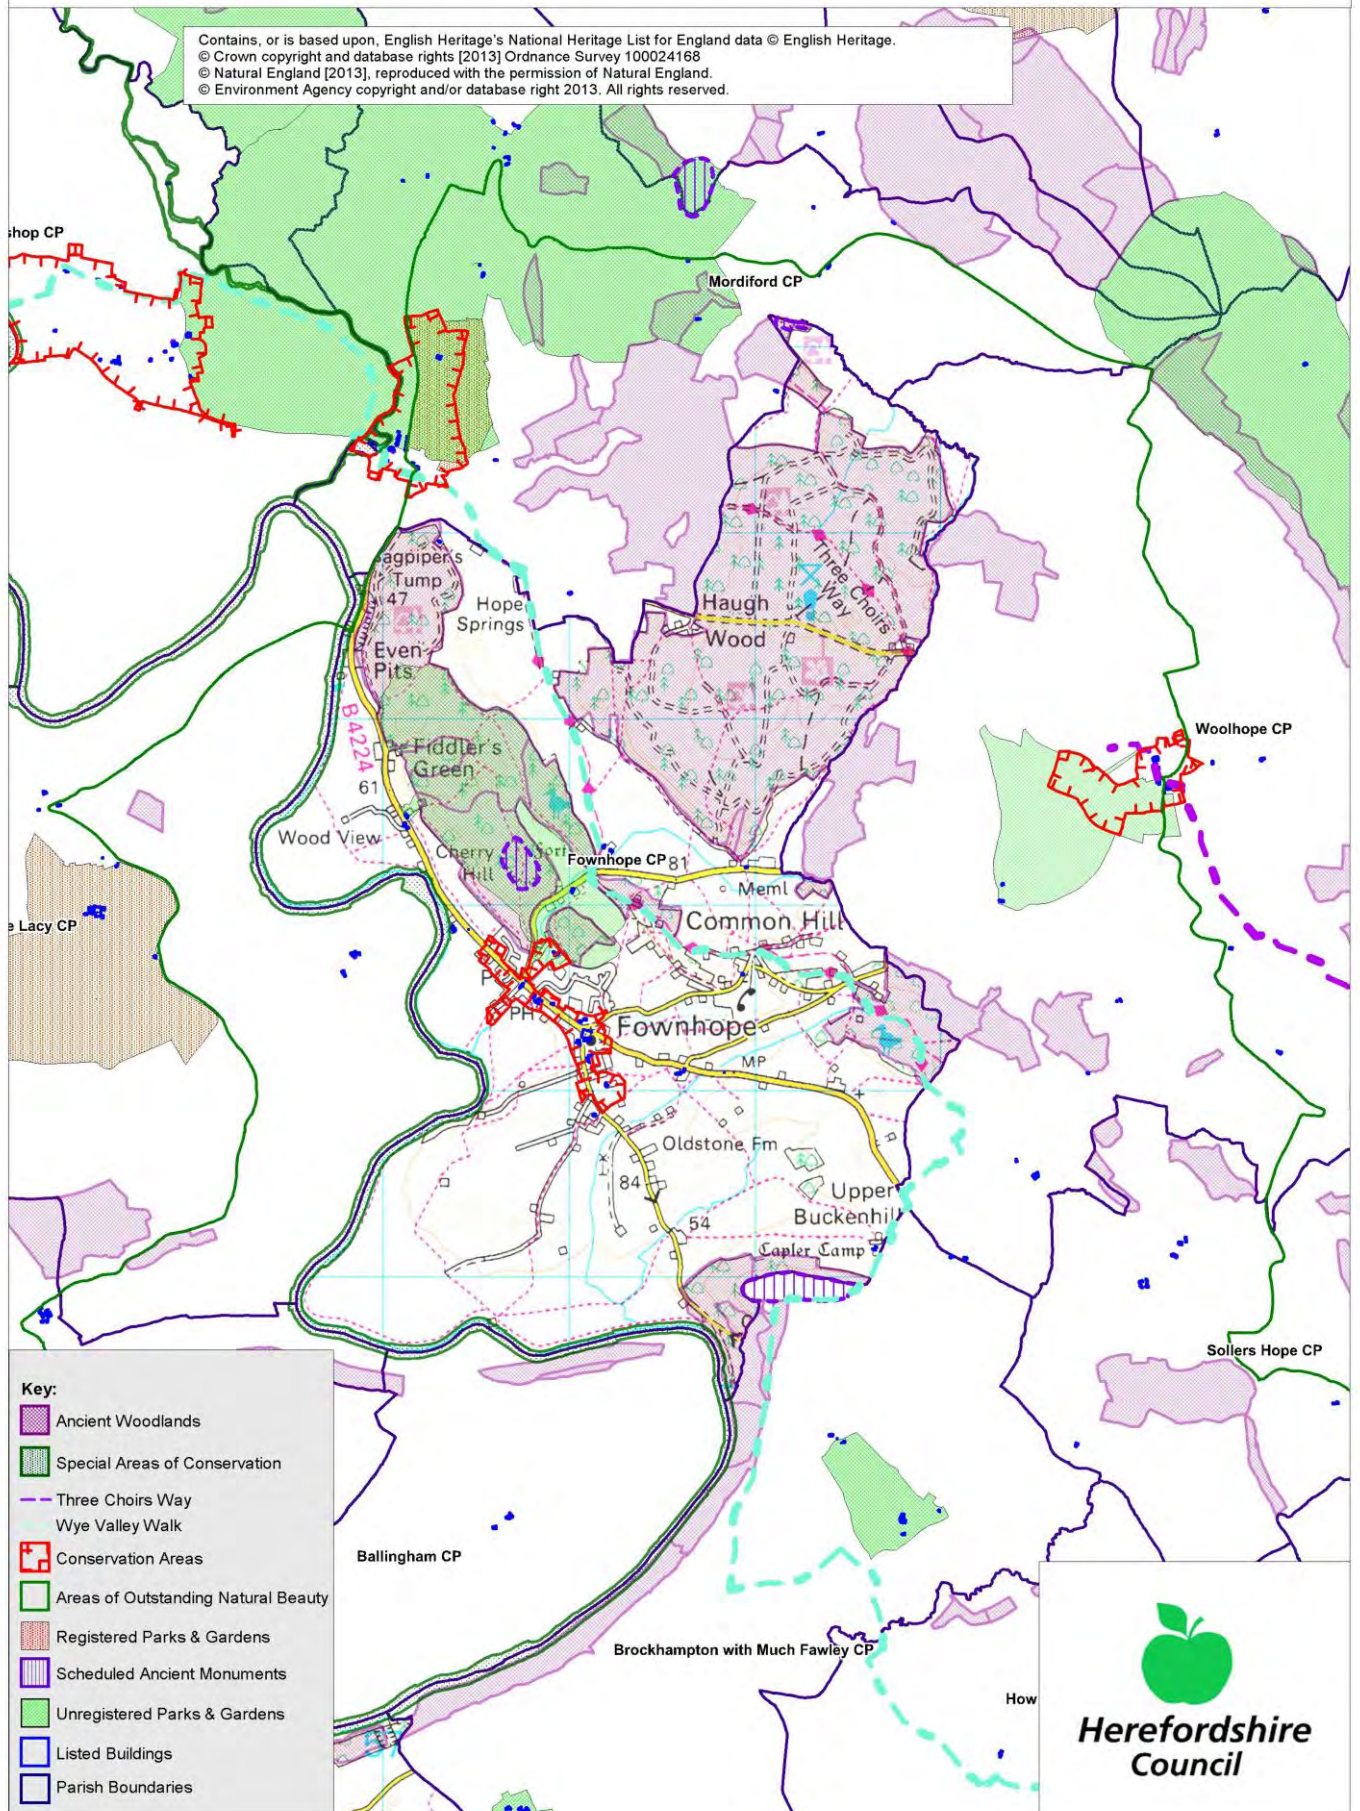 Contains, or is based upon, English Heritage's National Heritage List for England data © English Heritage.
© Crown copyright and database rights [2013] Ordnance Survey 100024168
© Natural England [2013], reproduced with the permission of Natural England.
© Environment Agency copyright and/or database right 2013. All rights reserved.
shop CP
Mordiford CP
agpiper's
Tump
47
Hope
Springs
Even
Pits
Haugh
Wood
Three Choirs
Way
B4224
Fiddler's
Green
61
Woolhope CP
Wood View
Cherry
Hill
Fort
Fownhope CP
81
Meml
e Lacy CP
Common Hill
P
PH
Fownhope
MP
Oldstone Fm
84
Upper
Buckenhill
54
Capler Camp
Sollers Hope CP
Key:
Ancient Woodlands
Special Areas of Conservation
Three Choirs Way
Wye Valley Walk
Conservation Areas
Areas of Outstanding Natural Beauty
Registered Parks & Gardens
Scheduled Ancient Monuments
Unregistered Parks & Gardens
Listed Buildings
Parish Boundaries
Ballingham CP
Brockhampton with Much Fawley CP
How
Herefordshire
Council